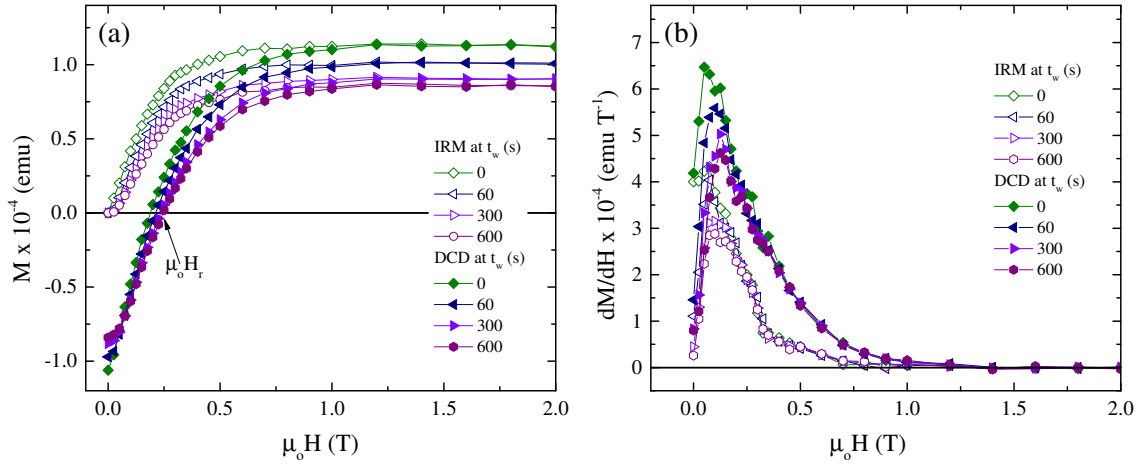 (a)
1.0
0.5
0.0
-0.5
-1.0
M x 10⁻⁴ (emu)
μₒHᵣ
IRM at t_w (s)
0
60
300
600
DCD at t_w (s)
0
60
300
600
0.0 0.5 1.0 1.5 2.0
μₒH (T)
(b)
7
6
5
4
3
2
1
0
dM/dH x 10⁻⁴ (emu T⁻¹)
IRM at t_w (s)
0
60
300
600
DCD at t_w (s)
0
60
300
600
0.0 0.5 1.0 1.5 2.0
μₒH (T)